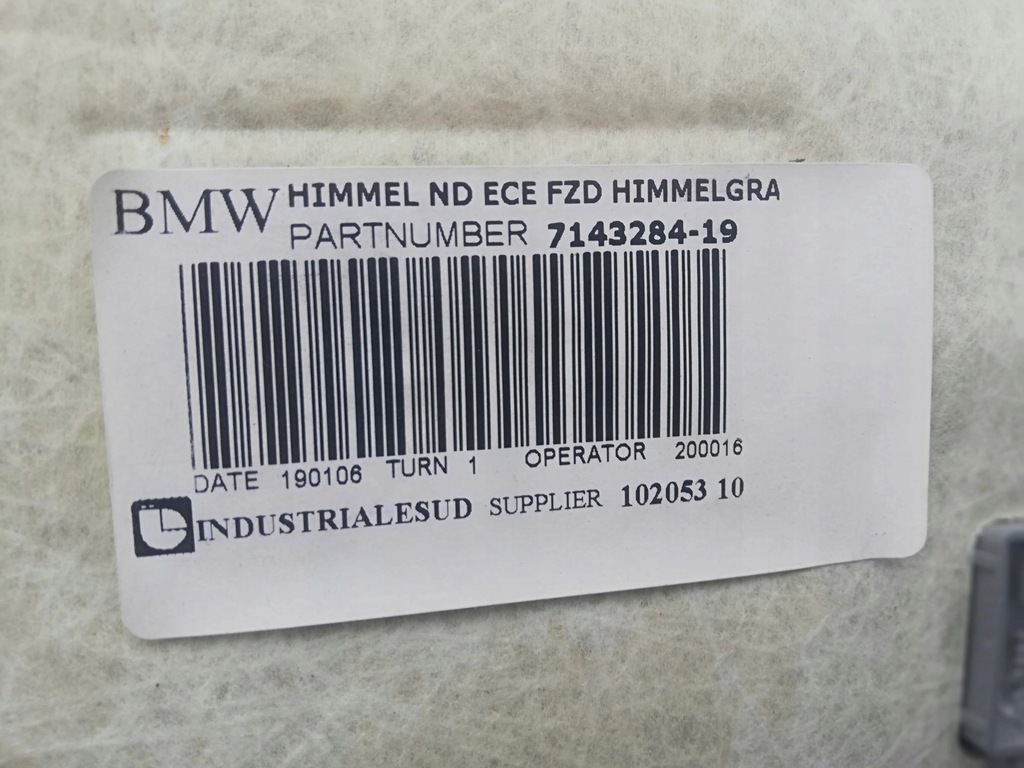 BMW HIMMEL ND ECE FZD HIMMELGRA
PARTNUMBER 7143284-19
DATE 190106 TURN 1 OPERATOR 200016
INDUSTRIALESUD SUPPLIER 102053 10